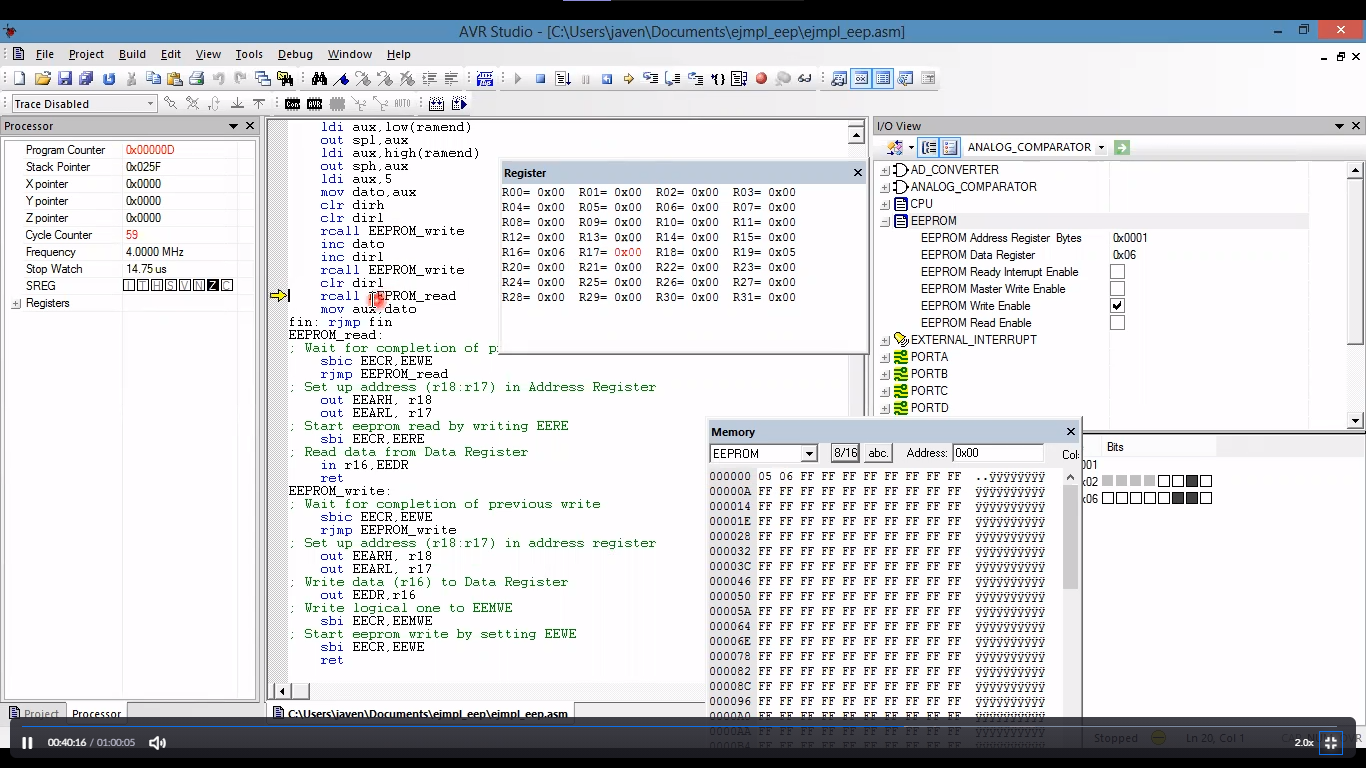 AVR Studio - [C:\Users\javen\Documents\ejmpl_eep\ejmpl_eep.asm]
File Project Build Edit View Tools Debug Window Help
Trace Disabled
Con AVR AUTO
Processor
Program Counter 0x00000D
Stack Pointer 0x025F
X pointer 0x0000
Y pointer 0x0000
Z pointer 0x0000
Cycle Counter 59
Frequency 4.0000 MHz
Stop Watch 14.75 us
SREG I T H S V N Z C
Registers
Project Processor
ldi aux,low(ramend)
out spl,aux
ldi aux,high(ramend)
out sph,aux
ldi aux,5
mov dato,aux
clr dirh
clr dirl
rcall EEPROM_write
inc dato
inc dirl
rcall EEPROM_write
clr dirl
rcall EEPROM_read
mov aux,dato
fin: rjmp fin
EEPROM_read:
; Wait for completion of
sbic EECR,EEWE
rjmp EEPROM_read
; Set up address (r18:r17) in Address Register
out EEARH, r18
out EEARL, r17
; Start eeprom read by writing EERE
sbi EECR,EERE
; Read data from Data Register
in r16,EEDR
ret
EEPROM_write:
; Wait for completion of previous write
sbic EECR,EEWE
rjmp EEPROM_write
; Set up address (r18:r17) in address register
out EEARH, r18
out EEARL, r17
; Write data (r16) to Data Register
out EEDR,r16
; Write logical one to EEMWE
sbi EECR,EEMWE
; Start eeprom write by setting EEWE
sbi EECR,EEWE
ret
C:\Users\javen\Documents\ejmpl_eep\ejmpl_eep.asm
Register
R00= 0x00 R01= 0x00 R02= 0x00 R03= 0x00
R04= 0x00 R05= 0x00 R06= 0x00 R07= 0x00
R08= 0x00 R09= 0x00 R10= 0x00 R11= 0x00
R12= 0x00 R13= 0x00 R14= 0x00 R15= 0x00
R16= 0x06 R17= 0x00 R18= 0x00 R19= 0x05
R20= 0x00 R21= 0x00 R22= 0x00 R23= 0x00
R24= 0x00 R25= 0x00 R26= 0x00 R27= 0x00
R28= 0x00 R29= 0x00 R30= 0x00 R31= 0x00
I/O View
ANALOG_COMPARATOR
AD_CONVERTER
ANALOG_COMPARATOR
CPU
EEPROM
EEPROM Address Register Bytes 0x0001
EEPROM Data Register 0x06
EEPROM Ready Interrupt Enable
EEPROM Master Write Enable
EEPROM Write Enable
EEPROM Read Enable
EXTERNAL_INTERRUPT
PORTA
PORTB
PORTC
PORTD
Bits
001
x02
x06
Memory
EEPROM 8/16 abc. Address: 0x00 Col:
000000 05 06 FF FF FF FF FF FF FF FF ..ÿÿÿÿÿÿÿÿ
00000A FF FF FF FF FF FF FF FF FF FF ÿÿÿÿÿÿÿÿÿÿ
000014 FF FF FF FF FF FF FF FF FF FF ÿÿÿÿÿÿÿÿÿÿ
00001E FF FF FF FF FF FF FF FF FF FF ÿÿÿÿÿÿÿÿÿÿ
000028 FF FF FF FF FF FF FF FF FF FF ÿÿÿÿÿÿÿÿÿÿ
000032 FF FF FF FF FF FF FF FF FF FF ÿÿÿÿÿÿÿÿÿÿ
00003C FF FF FF FF FF FF FF FF FF FF ÿÿÿÿÿÿÿÿÿÿ
000046 FF FF FF FF FF FF FF FF FF FF ÿÿÿÿÿÿÿÿÿÿ
000050 FF FF FF FF FF FF FF FF FF FF ÿÿÿÿÿÿÿÿÿÿ
00005A FF FF FF FF FF FF FF FF FF FF ÿÿÿÿÿÿÿÿÿÿ
000064 FF FF FF FF FF FF FF FF FF FF ÿÿÿÿÿÿÿÿÿÿ
00006E FF FF FF FF FF FF FF FF FF FF ÿÿÿÿÿÿÿÿÿÿ
000078 FF FF FF FF FF FF FF FF FF FF ÿÿÿÿÿÿÿÿÿÿ
000082 FF FF FF FF FF FF FF FF FF FF ÿÿÿÿÿÿÿÿÿÿ
00008C FF FF FF FF FF FF FF FF FF FF ÿÿÿÿÿÿÿÿÿÿ
000096 FF FF FF FF FF FF FF FF FF FF ÿÿÿÿÿÿÿÿÿÿ
0000A0 FF FF FF FF FF FF FF FF FF FF ÿÿÿÿÿÿÿÿÿÿ
Stopped Ln 20, Col 1
00:40:16 / 01:00:05 2.0x